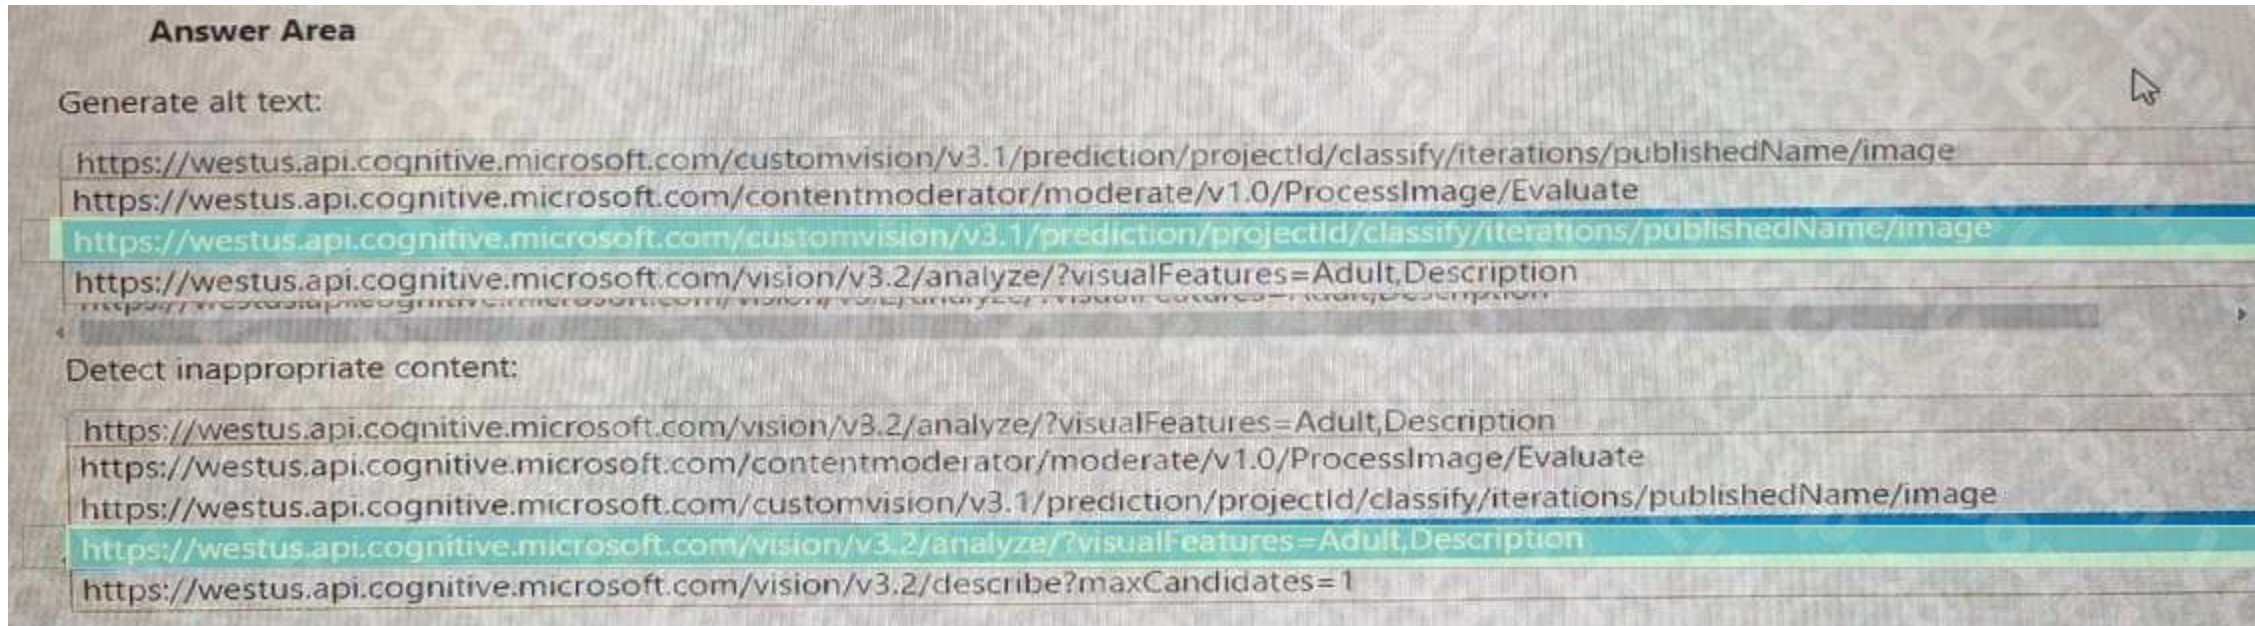 Answer Area
Generate alt text:
https://westus.api.cognitive.microsoft.com/customvision/v3.1/prediction/projectId/classify/iterations/publishedName/image
https://westus.api.cognitive.microsoft.com/contentmoderator/moderate/v1.0/ProcessImage/Evaluate
https://westus.api.cognitive.microsoft.com/customvision/v3.1/prediction/projectId/classify/iterations/publishedName/image
https://westus.api.cognitive.microsoft.com/vision/v3.2/analyze/?visualFeatures=Adult,Description
Detect inappropriate content:
https://westus.api.cognitive.microsoft.com/vision/v3.2/analyze/?visualFeatures=Adult,Description
https://westus.api.cognitive.microsoft.com/contentmoderator/moderate/v1.0/ProcessImage/Evaluate
https://westus.api.cognitive.microsoft.com/customvision/v3.1/prediction/projectId/classify/iterations/publishedName/image
https://westus.api.cognitive.microsoft.com/vision/v3.2/analyze/?visualFeatures=Adult,Description
https://westus.api.cognitive.microsoft.com/vision/v3.2/describe?maxCandidates=1